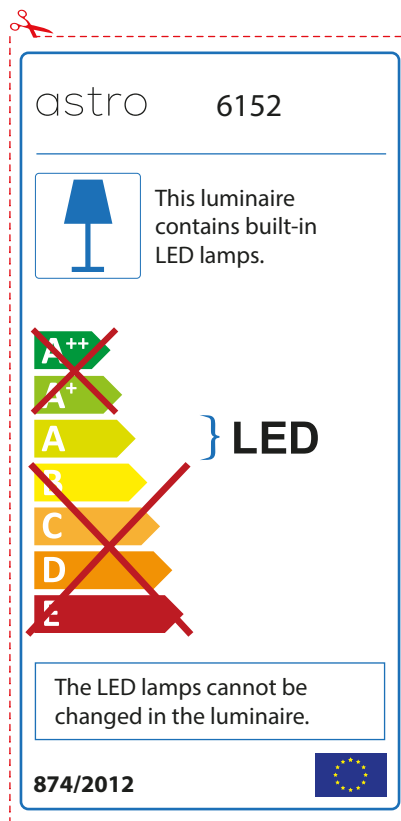 astro 6152
This luminaire
contains built-in
LED lamps.
A++
A+
A } LED
B
C
D
E
The LED lamps cannot be
changed in the luminaire.
874/2012